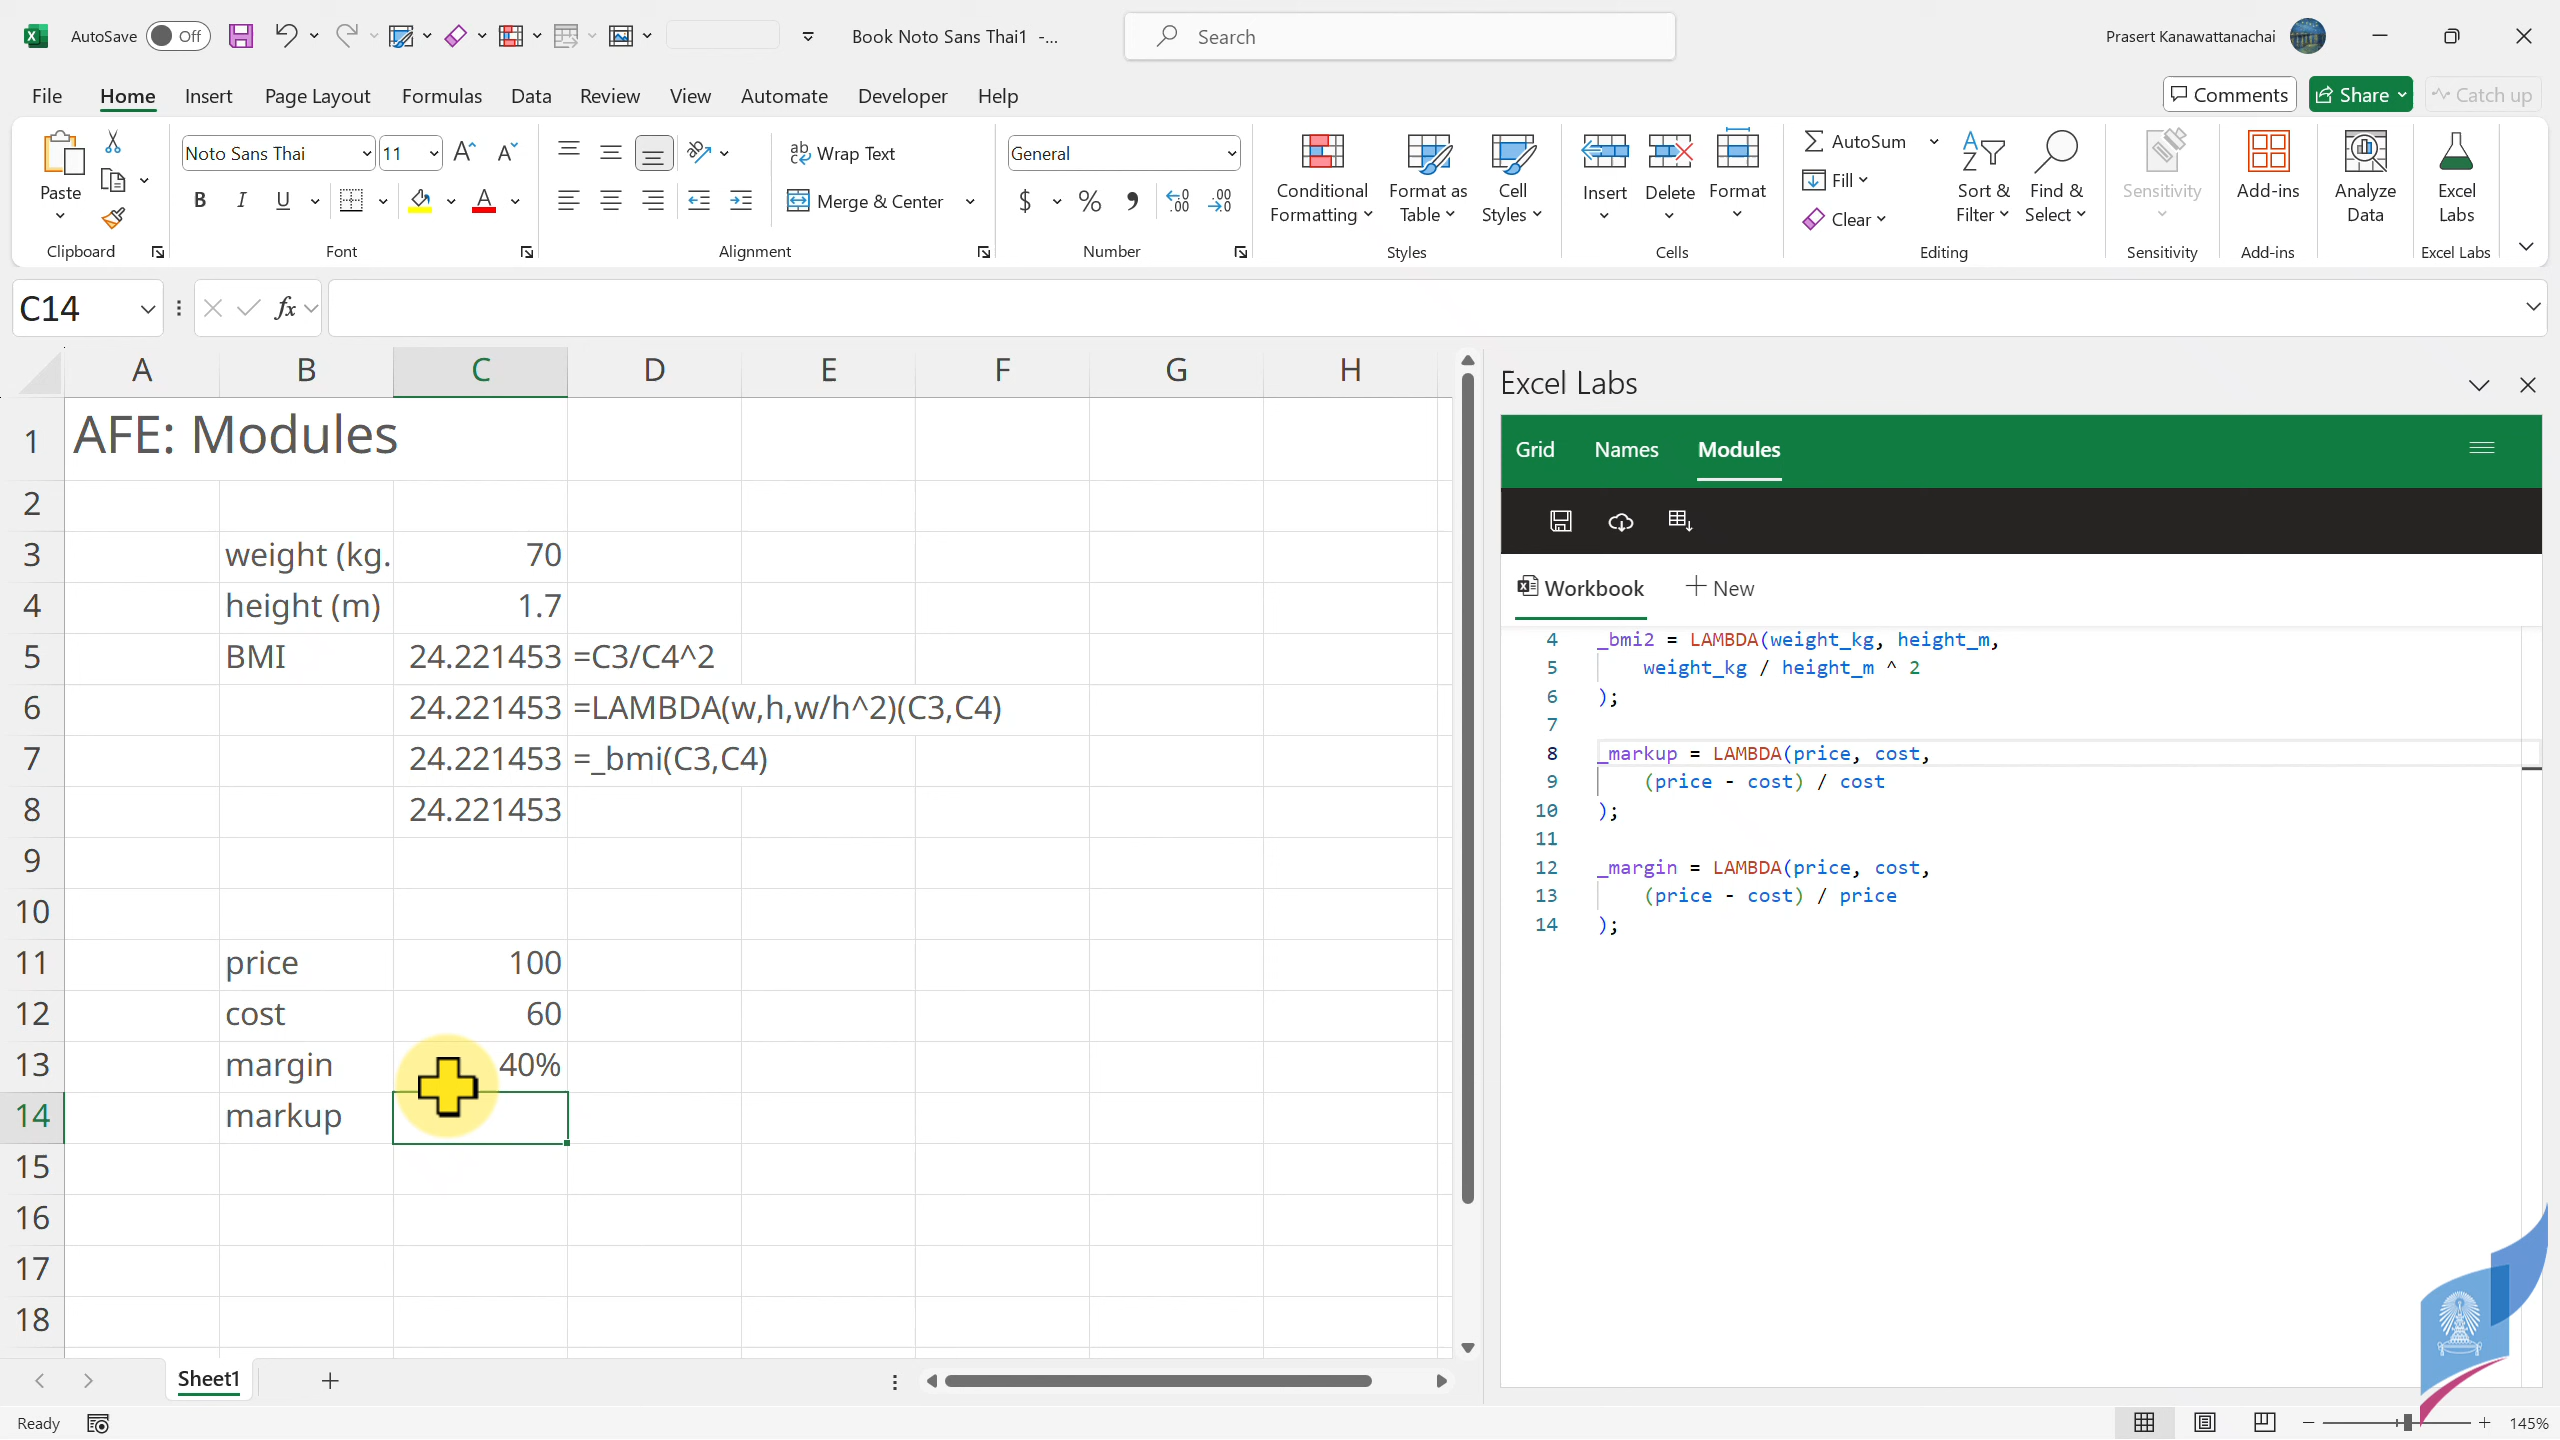 AutoSave Off Book Noto Sans Thai1 -... Search Prasert Kanawattanachai
File Home Insert Page Layout Formulas Data Review View Automate Developer Help Comments Share Catch up
Paste
Clipboard
Noto Sans Thai 11
B I U
Font
Wrap Text
Merge & Center
Alignment
General
$ % ,
Number
Conditional Formatting
Format as Table
Cell Styles
Styles
Insert
Delete
Format
Cells
AutoSum
Fill
Clear
Sort & Filter
Find & Select
Editing
Sensitivity
Sensitivity
Add-ins
Add-ins
Analyze Data
Excel Labs
Excel Labs
C14 fx
A B C D E F G H
1 AFE: Modules
2
3 weight (kg. 70
4 height (m) 1.7
5 BMI 24.221453 =C3/C4^2
6 24.221453 =LAMBDA(w,h,w/h^2)(C3,C4)
7 24.221453 =_bmi(C3,C4)
8 24.221453
9
10
11 price 100
12 cost 60
13 margin 40%
14 markup
15
16
17
18
Excel Labs
Grid Names Modules
Workbook + New
4 _bmi2 = LAMBDA(weight_kg, height_m,
5 weight_kg / height_m ^ 2
6 );
7
8 _markup = LAMBDA(price, cost,
9 (price - cost) / cost
10 );
11
12 _margin = LAMBDA(price, cost,
13 (price - cost) / price
14 );
Sheet1
Ready 145%